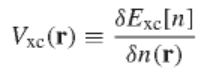 V_xc(r) ≡ δE_xc[n] / δn(r)